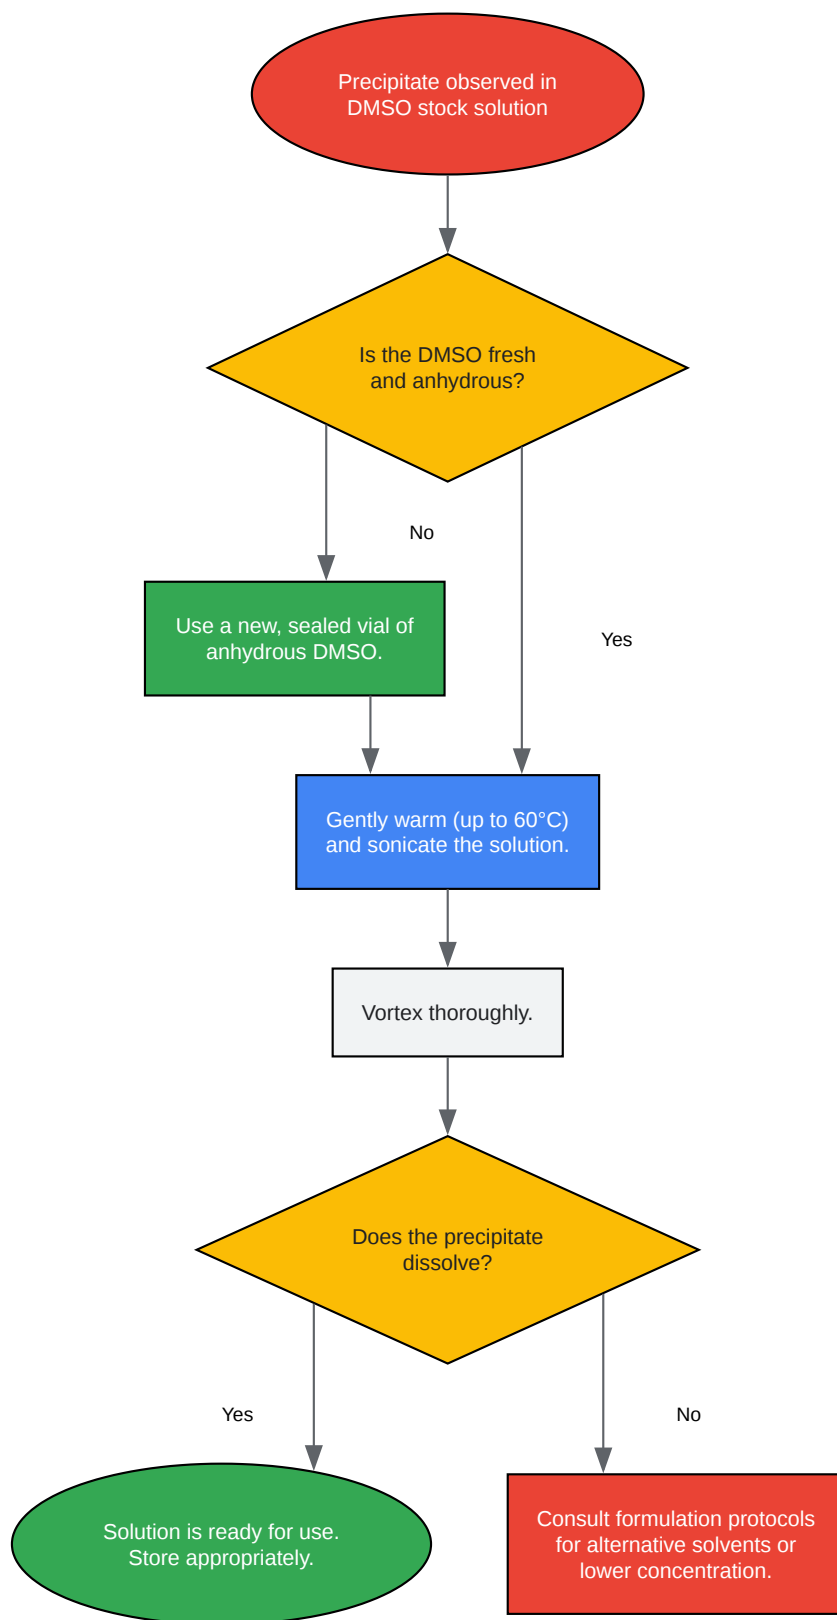 Precipitate observed in
DMSO stock solution
Is the DMSO fresh
and anhydrous?
No
Use a new, sealed vial of
anhydrous DMSO.
Yes
Gently warm (up to 60°C)
and sonicate the solution.
Vortex thoroughly.
Does the precipitate
dissolve?
Yes
No
Solution is ready for use.
Store appropriately.
Consult formulation protocols
for alternative solvents or
lower concentration.